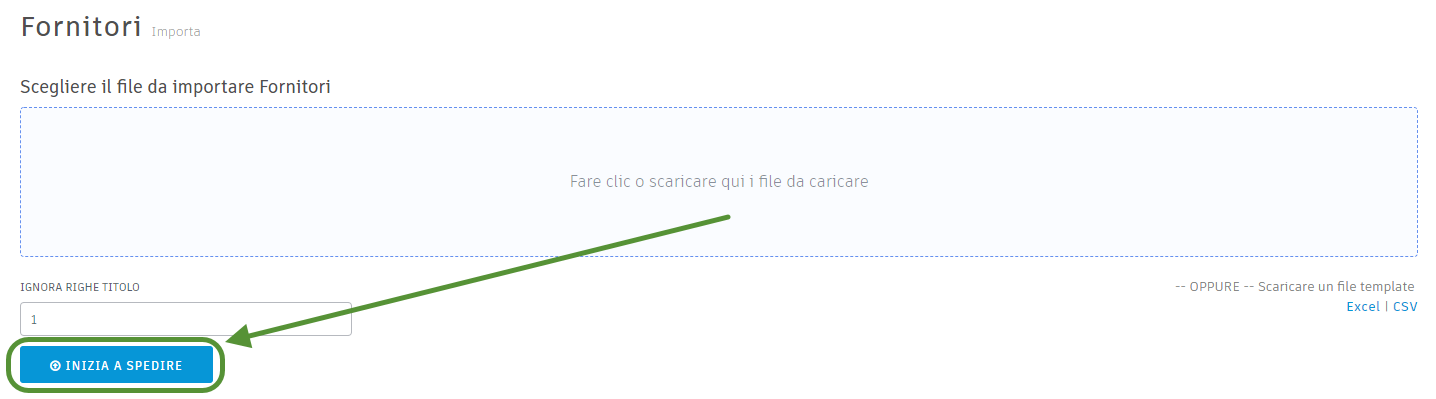 Fornitori Importa
Scegliere il file da importare Fornitori
Fare clic o scaricare qui i file da caricare
IGNORA RIGHE TITOLO
-- OPPURE -- Scaricare un file template
1
Excel | CSV
INIZIA A SPEDIRE